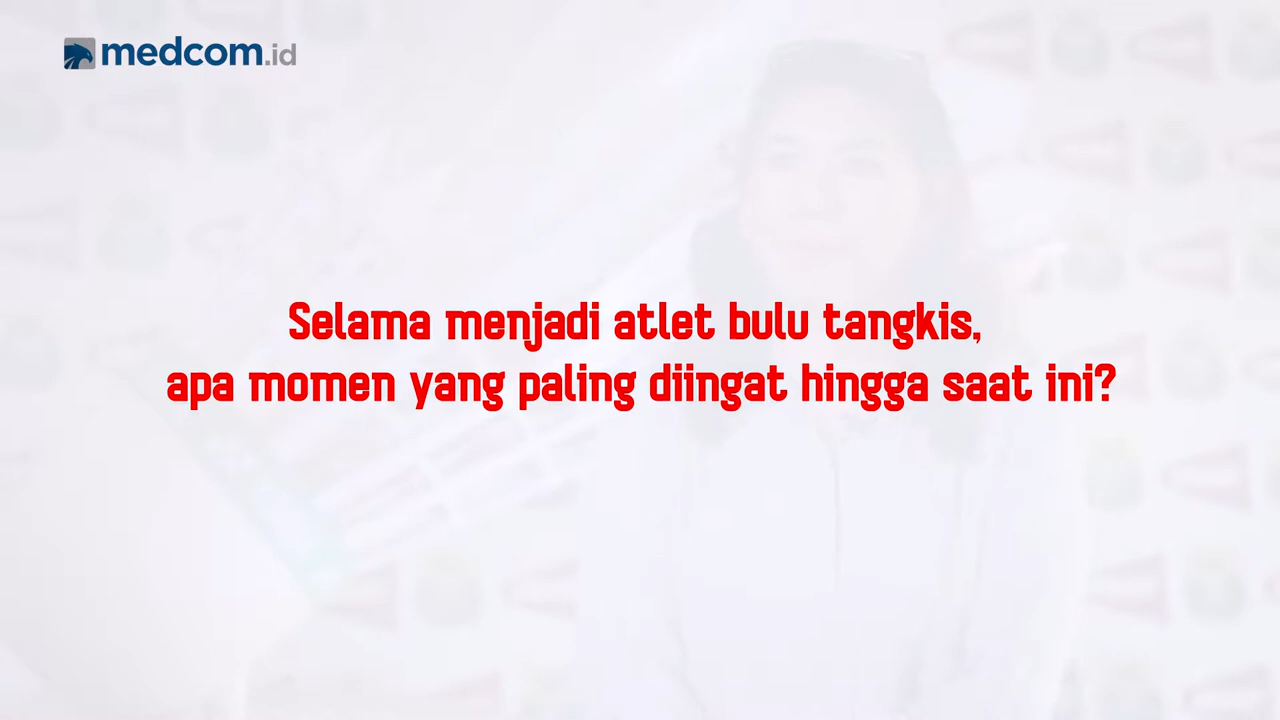 medcom.id
Selama menjadi atlet bulu tangkis,
apa momen yang paling diingat hingga saat ini?